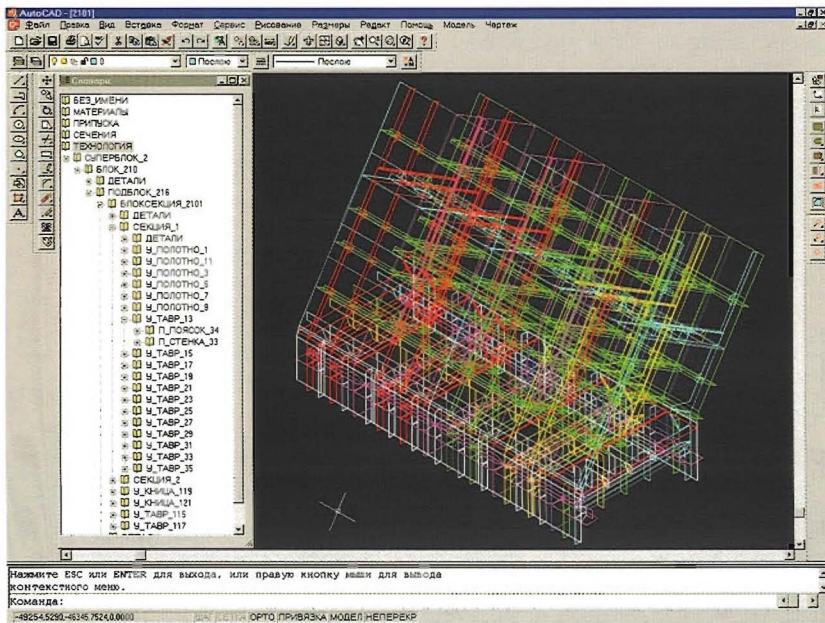 AutoCAD - [2101]
Файл Правка Вид Вставка Формат Сервис Рисование Размеры Редакт Помощь Модель Чертеж
0 Послою Послою
Словари
БЕЗ_ИМЕНИ
МАТЕРИАЛЫ
ПРИПУСКА
СЕЧЕНИЯ
ТЕХНОЛОГИЯ
СУПЕРБЛОК_2
БЛОК_210
ДЕТАЛИ
ПОДБЛОК_216
БЛОКСЕКЦИЯ_2101
ДЕТАЛИ
СЕКЦИЯ_1
ДЕТАЛИ
У_ПОЛОТНО_1
У_ПОЛОТНО_11
У_ПОЛОТНО_3
У_ПОЛОТНО_5
У_ПОЛОТНО_7
У_ПОЛОТНО_9
У_ТАВР_13
П_ПОЯСОК_34
П_СТЕНКА_33
У_ТАВР_15
У_ТАВР_17
У_ТАВР_19
У_ТАВР_21
У_ТАВР_23
У_ТАВР_25
У_ТАВР_27
У_ТАВР_29
У_ТАВР_31
У_ТАВР_33
У_ТАВР_35
СЕКЦИЯ_2
У_КНИЦА_119
У_КНИЦА_121
У_ТАВР_115
У_ТАВР_117
Нажмите ESC или ENTER для выхода, или правую кнопку мыши для вывода
контекстного меню.
Команда:
-49254.5290,-46345.7524,0.0000 ШАГ СЕТКА ОРТО ПРИВЯЗКА МОДЕЛ НЕПЕРЕКР